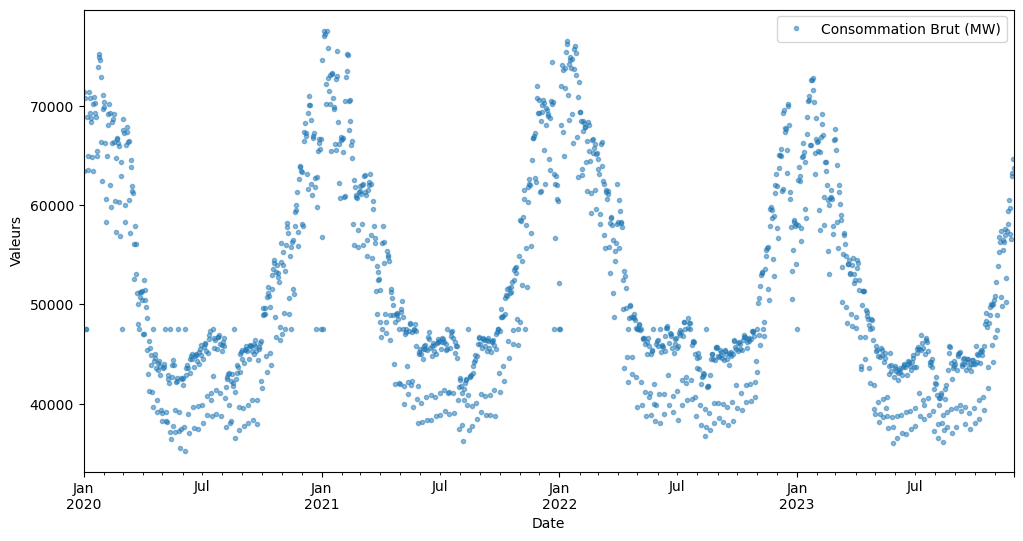 Consommation Brut (MW)
Valeurs
70000
60000
50000
40000
Jan
2020
Jul
Jan
2021
Jul
Jan
2022
Jul
Jan
2023
Jul
Date